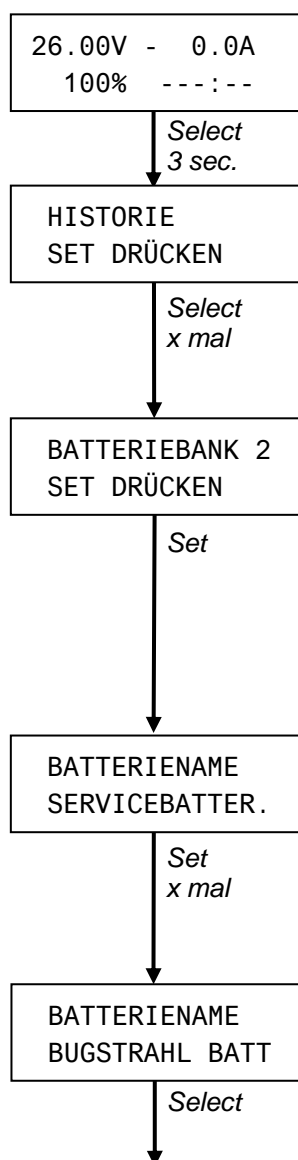 26.00V - 0.0A
100% ---:--
Select
3 sec.
HISTORIE
SET DRÜCKEN
Select
x mal
BATTERIEBANK 2
SET DRÜCKEN
Set
BATTERIENAME
SERVICEBATTER.
Set
x mal
BATTERIENAME
BUGSTRAHL BATT
Select